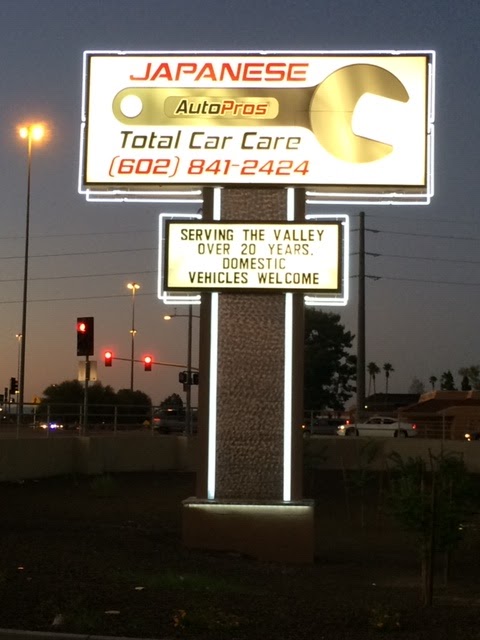 JAPANESE
AutoPros
Total Car Care
(602) 841-2424
SERVING THE VALLEY
OVER 20 YEARS.
DOMESTIC
VEHICLES WELCOME